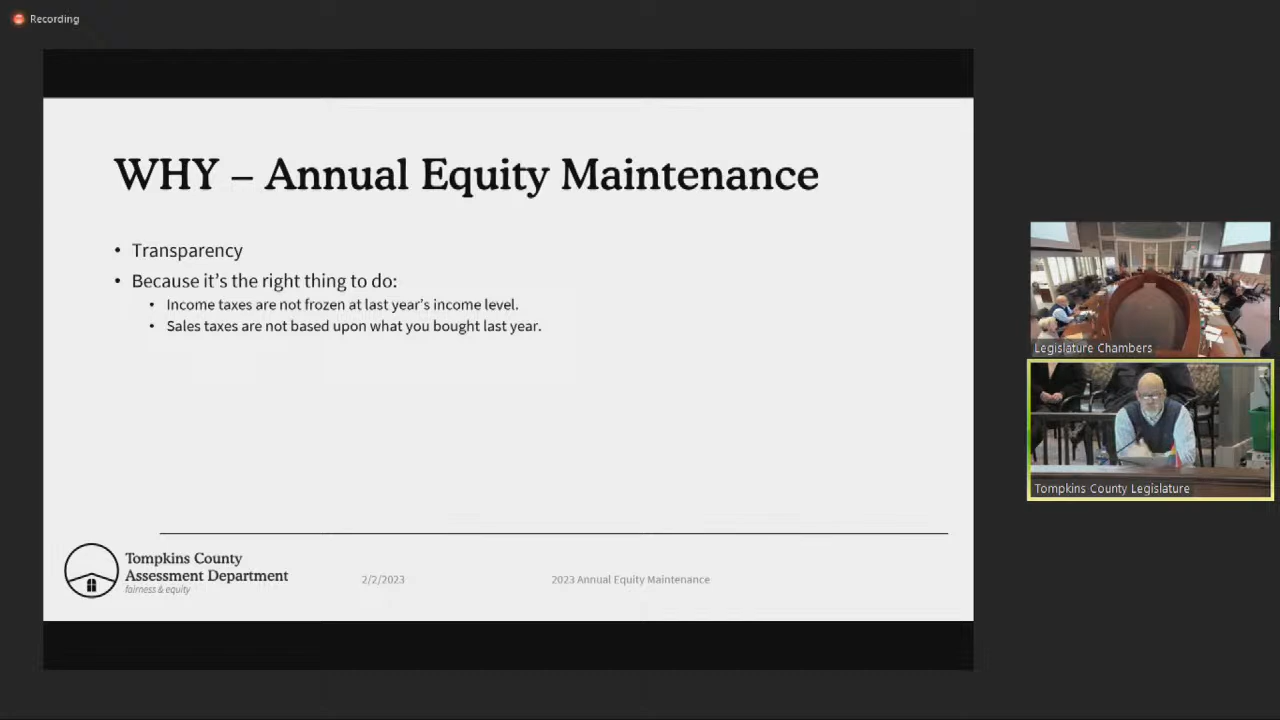 Recording
WHY – Annual Equity Maintenance
• Transparency
• Because it's the right thing to do:
• Income taxes are not frozen at last year's income level.
• Sales taxes are not based upon what you bought last year.
Legislature Chambers
Tompkins County Legislature
Tompkins County
Assessment Department
fairness & equity
2/2/2023
2023 Annual Equity Maintenance